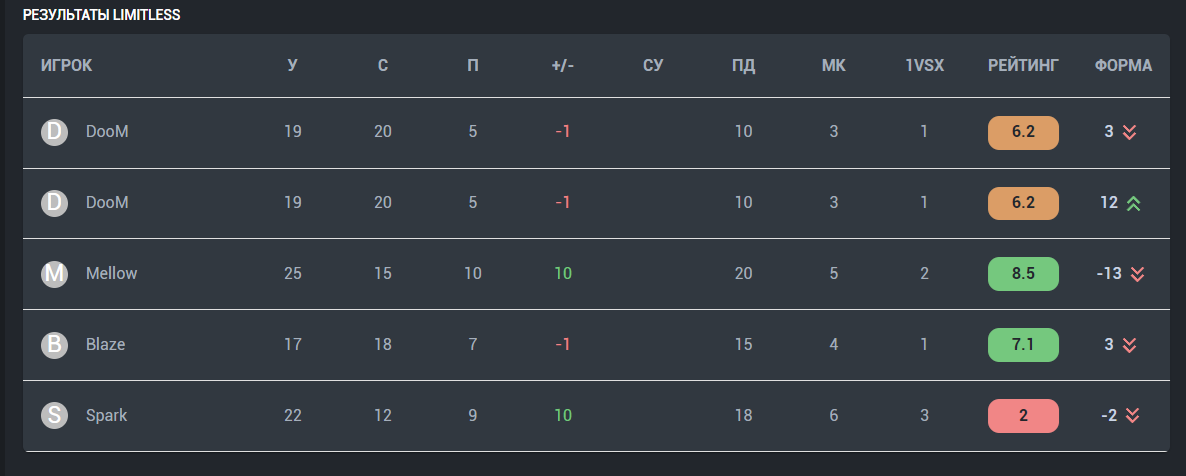 РЕЗУЛЬТАТЫ LIMITLESS
ИГРОК У С П +/- СУ ПД МК 1VSX РЕЙТИНГ ФОРМА
D DooM 19 20 5 -1 10 3 1 6.2 3
D DooM 19 20 5 -1 10 3 1 6.2 12
M Mellow 25 15 10 10 20 5 2 8.5 -13
B Blaze 17 18 7 -1 15 4 1 7.1 3
S Spark 22 12 9 10 18 6 3 2 -2